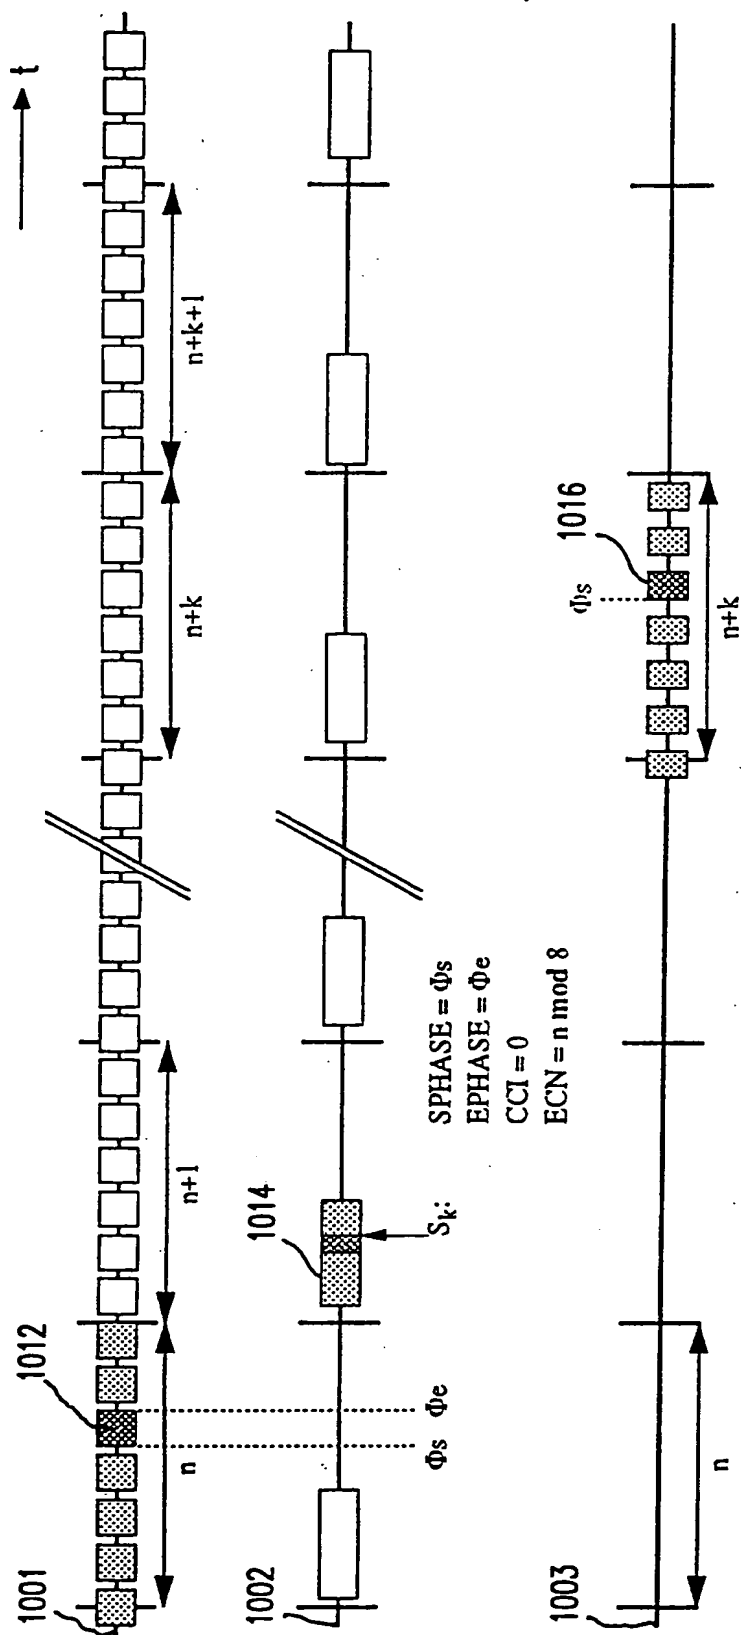 t
1001
1012
n
n+1
n+k
n+k+1
Φs
Φe
1002
1014
Sk:
SPHASE = Φs
EPHASE = Φe
CCI = 0
ECN = n mod 8
1003
n
Φs
1016
n+k